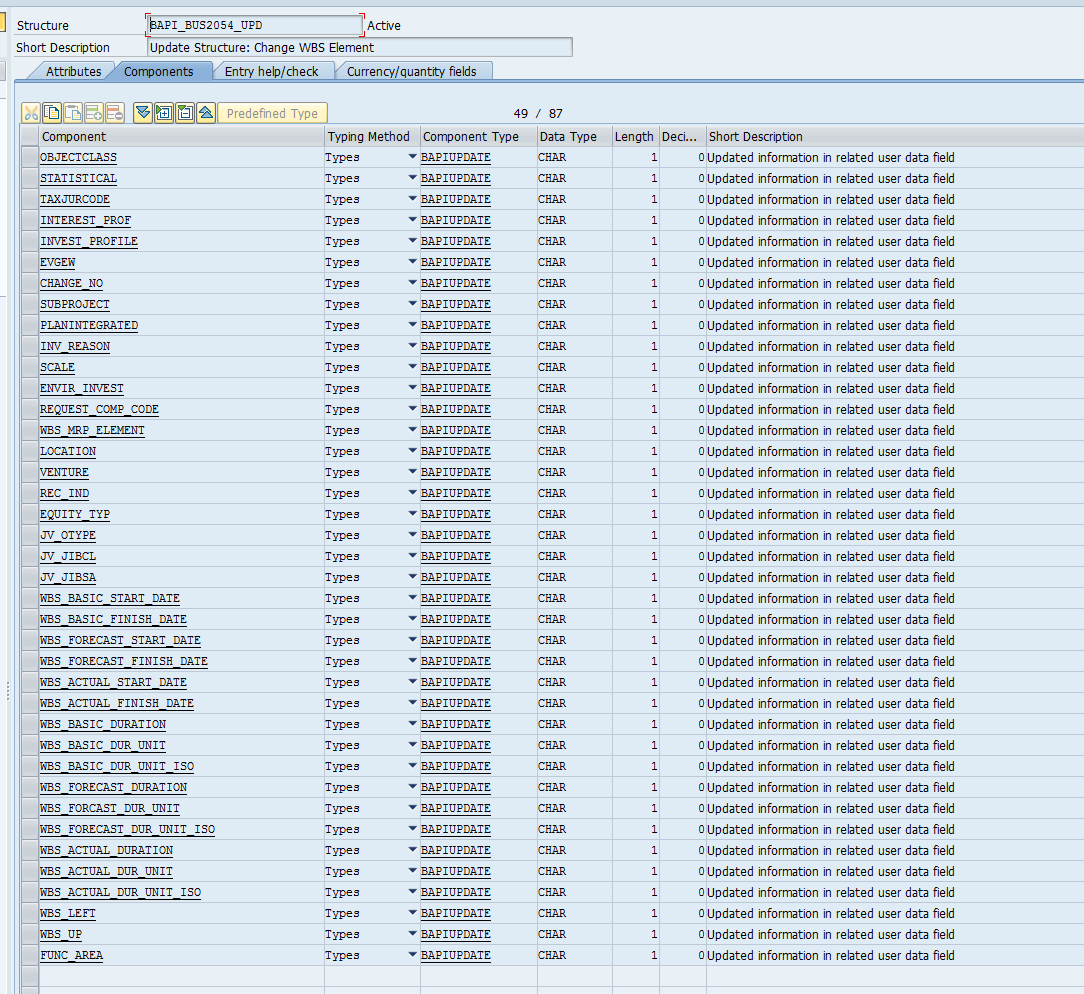 Structure BAPI_BUS2054_UPD Active
Short Description Update Structure: Change WBS Element
Attributes Components Entry help/check Currency/quantity fields
Predefined Type 49 / 87
Component Typing Method Component Type Data Type Length Deci... Short Description
OBJECTCLASS Types BAPIUPDATE CHAR 1 0 Updated information in related user data field
STATISTICAL Types BAPIUPDATE CHAR 1 0 Updated information in related user data field
TAXJURCODE Types BAPIUPDATE CHAR 1 0 Updated information in related user data field
INTEREST_PROF Types BAPIUPDATE CHAR 1 0 Updated information in related user data field
INVEST_PROFILE Types BAPIUPDATE CHAR 1 0 Updated information in related user data field
EVGEW Types BAPIUPDATE CHAR 1 0 Updated information in related user data field
CHANGE_NO Types BAPIUPDATE CHAR 1 0 Updated information in related user data field
SUBPROJECT Types BAPIUPDATE CHAR 1 0 Updated information in related user data field
PLANINTEGRATED Types BAPIUPDATE CHAR 1 0 Updated information in related user data field
INV_REASON Types BAPIUPDATE CHAR 1 0 Updated information in related user data field
SCALE Types BAPIUPDATE CHAR 1 0 Updated information in related user data field
ENVIR_INVEST Types BAPIUPDATE CHAR 1 0 Updated information in related user data field
REQUEST_COMP_CODE Types BAPIUPDATE CHAR 1 0 Updated information in related user data field
WBS_MRP_ELEMENT Types BAPIUPDATE CHAR 1 0 Updated information in related user data field
LOCATION Types BAPIUPDATE CHAR 1 0 Updated information in related user data field
VENTURE Types BAPIUPDATE CHAR 1 0 Updated information in related user data field
REC_IND Types BAPIUPDATE CHAR 1 0 Updated information in related user data field
EQUITY_TYP Types BAPIUPDATE CHAR 1 0 Updated information in related user data field
JV_OTYPE Types BAPIUPDATE CHAR 1 0 Updated information in related user data field
JV_JIBCL Types BAPIUPDATE CHAR 1 0 Updated information in related user data field
JV_JIBSA Types BAPIUPDATE CHAR 1 0 Updated information in related user data field
WBS_BASIC_START_DATE Types BAPIUPDATE CHAR 1 0 Updated information in related user data field
WBS_BASIC_FINISH_DATE Types BAPIUPDATE CHAR 1 0 Updated information in related user data field
WBS_FORECAST_START_DATE Types BAPIUPDATE CHAR 1 0 Updated information in related user data field
WBS_FORECAST_FINISH_DATE Types BAPIUPDATE CHAR 1 0 Updated information in related user data field
WBS_ACTUAL_START_DATE Types BAPIUPDATE CHAR 1 0 Updated information in related user data field
WBS_ACTUAL_FINISH_DATE Types BAPIUPDATE CHAR 1 0 Updated information in related user data field
WBS_BASIC_DURATION Types BAPIUPDATE CHAR 1 0 Updated information in related user data field
WBS_BASIC_DUR_UNIT Types BAPIUPDATE CHAR 1 0 Updated information in related user data field
WBS_BASIC_DUR_UNIT_ISO Types BAPIUPDATE CHAR 1 0 Updated information in related user data field
WBS_FORECAST_DURATION Types BAPIUPDATE CHAR 1 0 Updated information in related user data field
WBS_FORCAST_DUR_UNIT Types BAPIUPDATE CHAR 1 0 Updated information in related user data field
WBS_FORECAST_DUR_UNIT_ISO Types BAPIUPDATE CHAR 1 0 Updated information in related user data field
WBS_ACTUAL_DURATION Types BAPIUPDATE CHAR 1 0 Updated information in related user data field
WBS_ACTUAL_DUR_UNIT Types BAPIUPDATE CHAR 1 0 Updated information in related user data field
WBS_ACTUAL_DUR_UNIT_ISO Types BAPIUPDATE CHAR 1 0 Updated information in related user data field
WBS_LEFT Types BAPIUPDATE CHAR 1 0 Updated information in related user data field
WBS_UP Types BAPIUPDATE CHAR 1 0 Updated information in related user data field
FUNC_AREA Types BAPIUPDATE CHAR 1 0 Updated information in related user data field